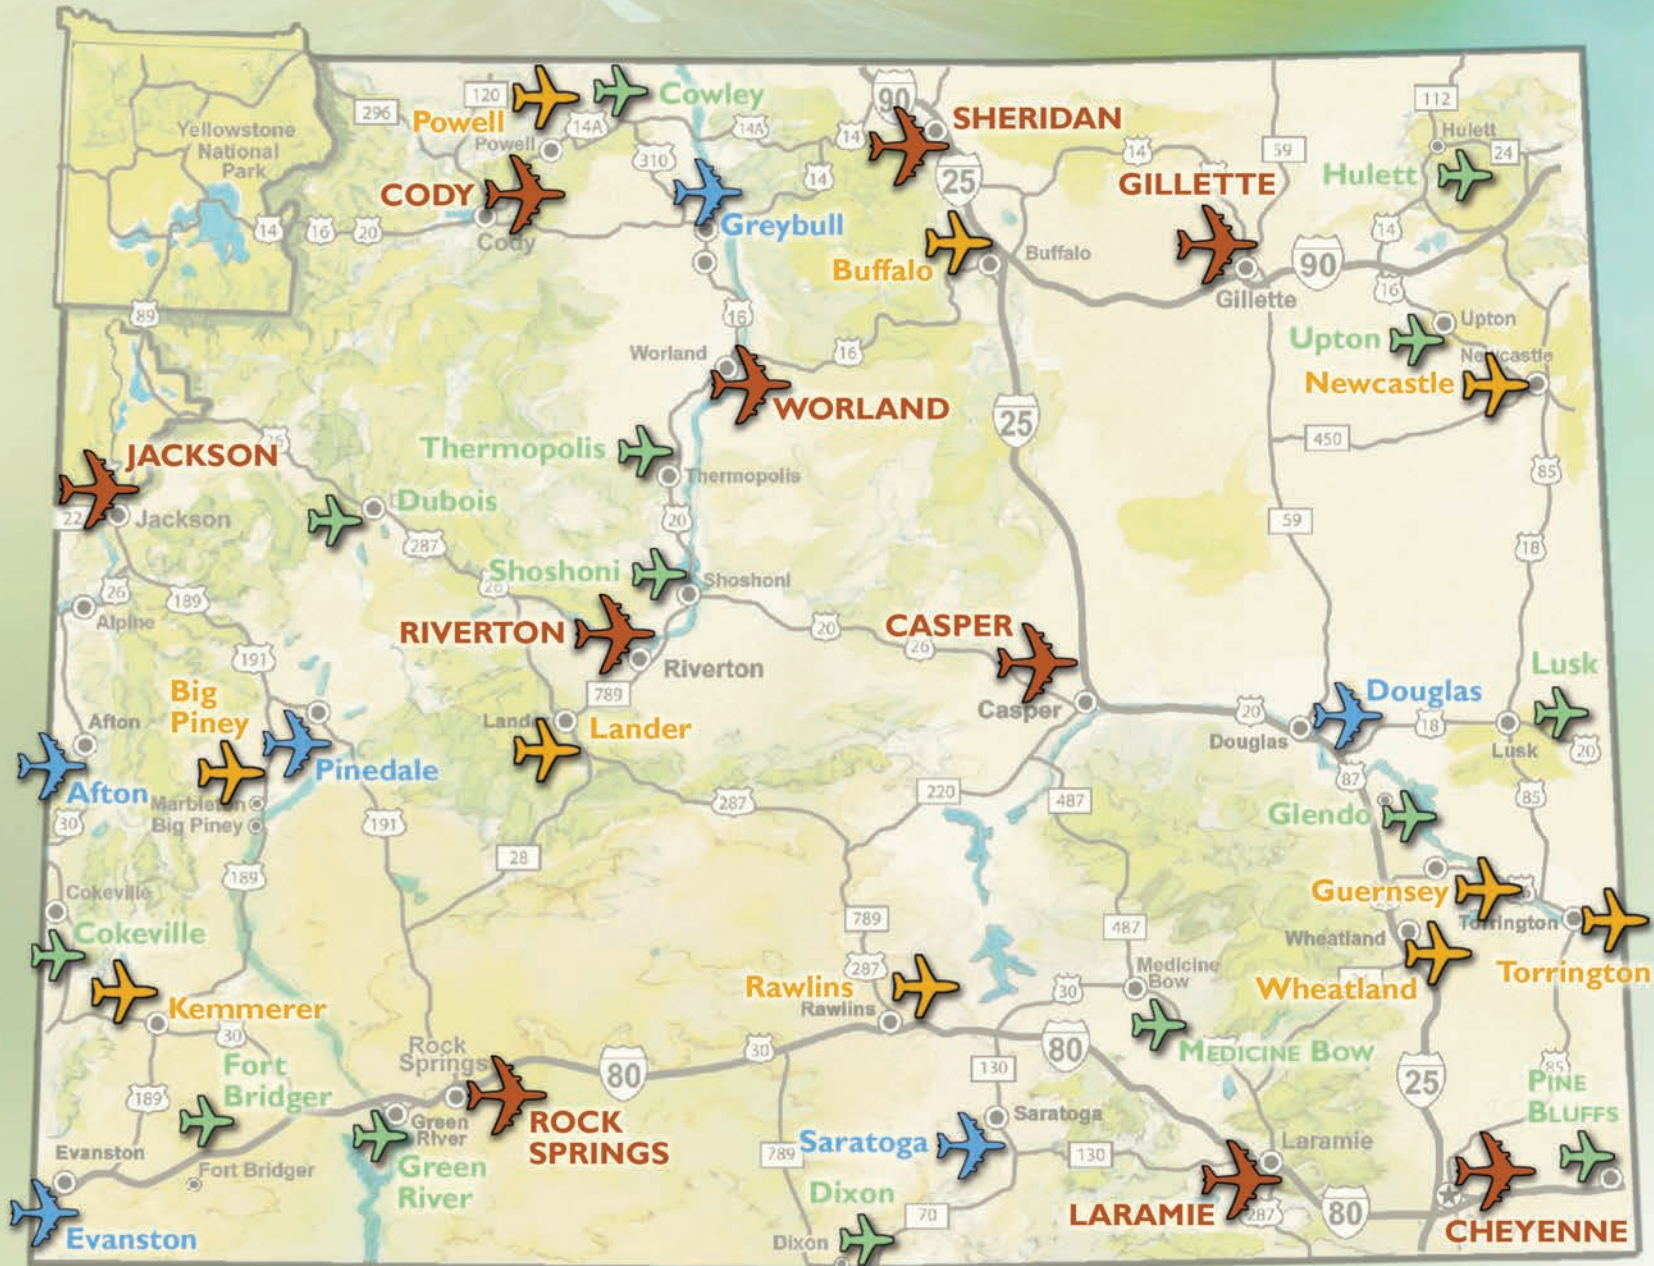 120
Cowley
90
296
Powell
14A
14A
SHERIDAN
112
Yellowstone
National
Park
Powell
310
14
14
59
Hulett
24
25
CODY
14
GILLETTE
Hulett
14
16
20
Cody
Greybull
Buffalo
Buffalo
14
90
Gillette
16
89
16
Upton
Upton
Worland
16
Newcastle
Newcastle
WORLAND
25
450
JACKSON
26
Thermopolis
Thermopolis
85
22
Jackson
Dubois
20
59
287
18
Shoshoni
Shoshoni
26
189
26
Alpine
RIVERTON
20
CASPER
26
191
Riverton
Lusk
Big
Piney
789
Casper
20
Douglas
18
Afton
Lander
Lander
Douglas
Lusk
20
Pinedale
87
Afton
Marbleton
287
220
487
85
30
Big Piney
191
Glendo
28
189
Cokeville
Guernsey
789
487
Torrington
Cokeville
Wheatland
287
Medicine
Bow
Wheatland
Torrington
Kemmerer
Rawlins
Rawlins
30
30
Rock
Springs
30
80
MEDICINE BOW
Fort
Bridger
80
130
25
85
PINE
BLUFFS
189
Green
River
ROCK
SPRINGS
Saratoga
Saratoga
Laramie
Evanston
789
130
Fort Bridger
Green
River
Dixon
70
LARAMIE
287
80
CHEYENNE
Evanston
Dixon